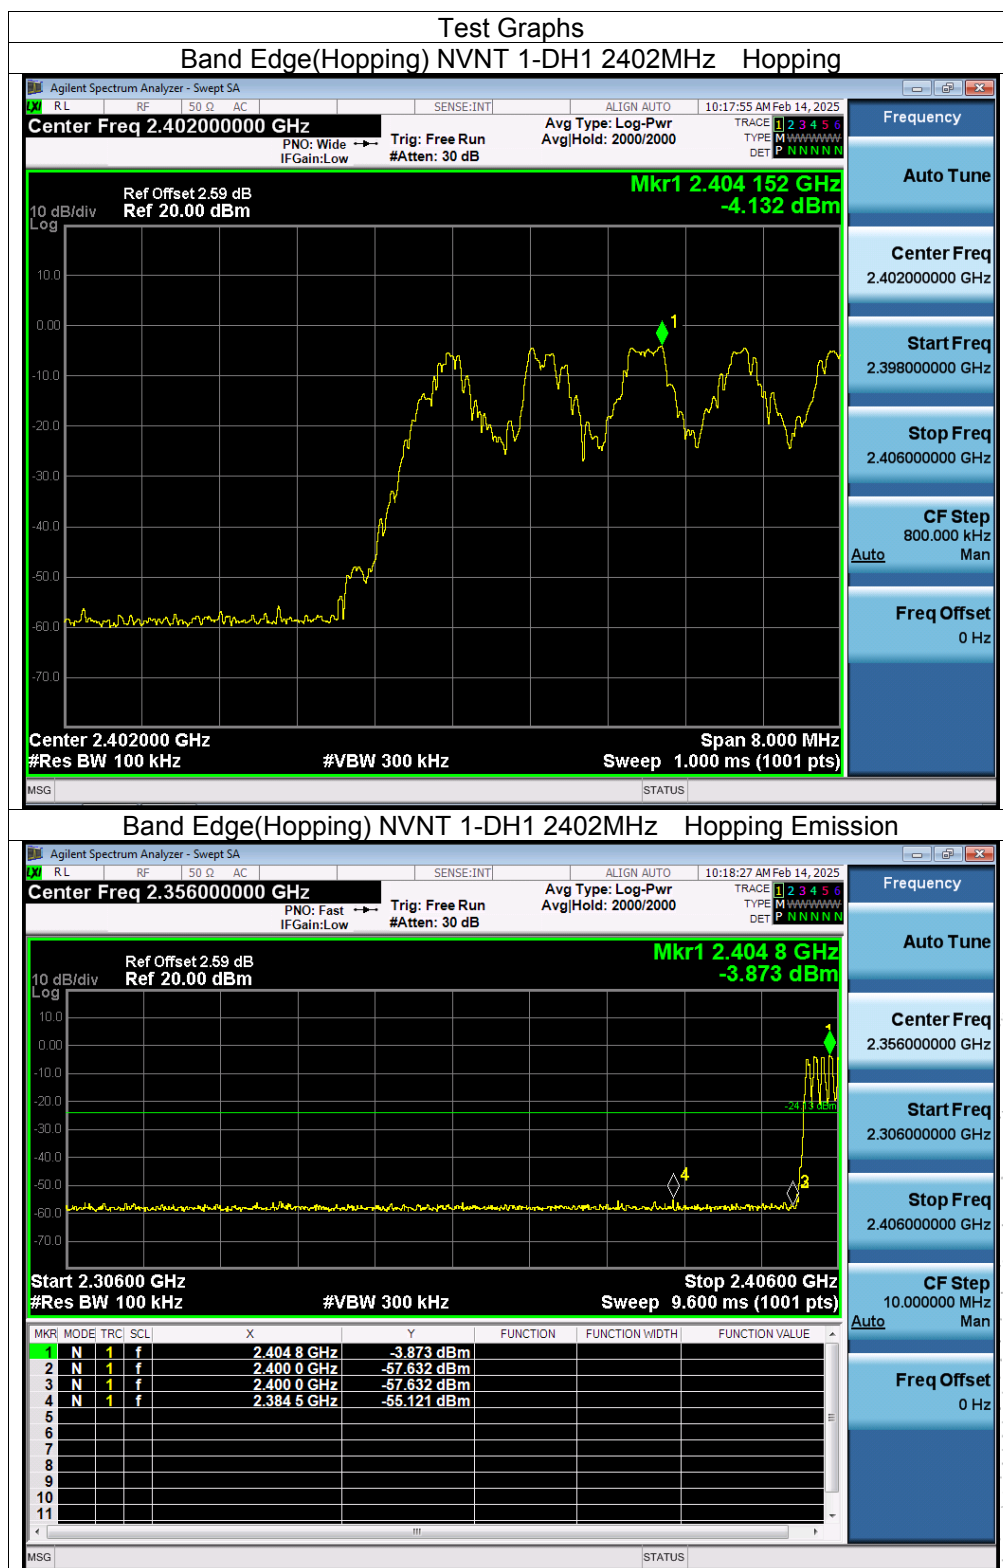 Test Graphs
Band Edge(Hopping) NVNT 1-DH1 2402MHz Hopping
Agilent Spectrum Analyzer - Swept SA
LXI RL RF 50 Ω AC SENSE:INT ALIGN AUTO 10:17:55 AM Feb 14, 2025
Center Freq 2.402000000 GHz
PNO: Wide
IFGain:Low
Trig: Free Run
#Atten: 30 dB
Avg Type: Log-Pwr
Avg|Hold: 2000/2000
TRACE 1 2 3 4 5 6
TYPE M W W W W W
DET P N N N N N
Frequency
Auto Tune
Center Freq
2.402000000 GHz
Start Freq
2.398000000 GHz
Stop Freq
2.406000000 GHz
CF Step
800.000 kHz
Auto Man
Freq Offset
0 Hz
Mkr1 2.404 152 GHz
-4.132 dBm
Ref Offset 2.59 dB
10 dB/div Ref 20.00 dBm
Log
10.0
0.00
-10.0
-20.0
-30.0
-40.0
-50.0
-60.0
-70.0
1
Center 2.402000 GHz Span 8.000 MHz
#Res BW 100 kHz #VBW 300 kHz Sweep 1.000 ms (1001 pts)
MSG STATUS
Band Edge(Hopping) NVNT 1-DH1 2402MHz Hopping Emission
Agilent Spectrum Analyzer - Swept SA
LXI RL RF 50 Ω AC SENSE:INT ALIGN AUTO 10:18:27 AM Feb 14, 2025
Center Freq 2.356000000 GHz
PNO: Fast
IFGain:Low
Trig: Free Run
#Atten: 30 dB
Avg Type: Log-Pwr
Avg|Hold: 2000/2000
TRACE 1 2 3 4 5 6
TYPE M W W W W W
DET P N N N N N
Frequency
Auto Tune
Center Freq
2.356000000 GHz
Start Freq
2.306000000 GHz
Stop Freq
2.406000000 GHz
CF Step
10.000000 MHz
Auto Man
Freq Offset
0 Hz
Mkr1 2.404 8 GHz
-3.873 dBm
Ref Offset 2.59 dB
10 dB/div Ref 20.00 dBm
Log
10.0
0.00
-10.0
-20.0
-30.0
-40.0
-50.0
-60.0
-70.0
1
-24.13 dBm
4
Start 2.30600 GHz Stop 2.40600 GHz
#Res BW 100 kHz #VBW 300 kHz Sweep 9.600 ms (1001 pts)
MKR MODE TRC SCL X Y FUNCTION FUNCTION WIDTH FUNCTION VALUE
1 N 1 f 2.404 8 GHz -3.873 dBm
2 N 1 f 2.400 0 GHz -57.632 dBm
3 N 1 f 2.400 0 GHz -57.632 dBm
4 N 1 f 2.384 5 GHz -55.121 dBm
5
6
7
8
9
10
11
MSG STATUS